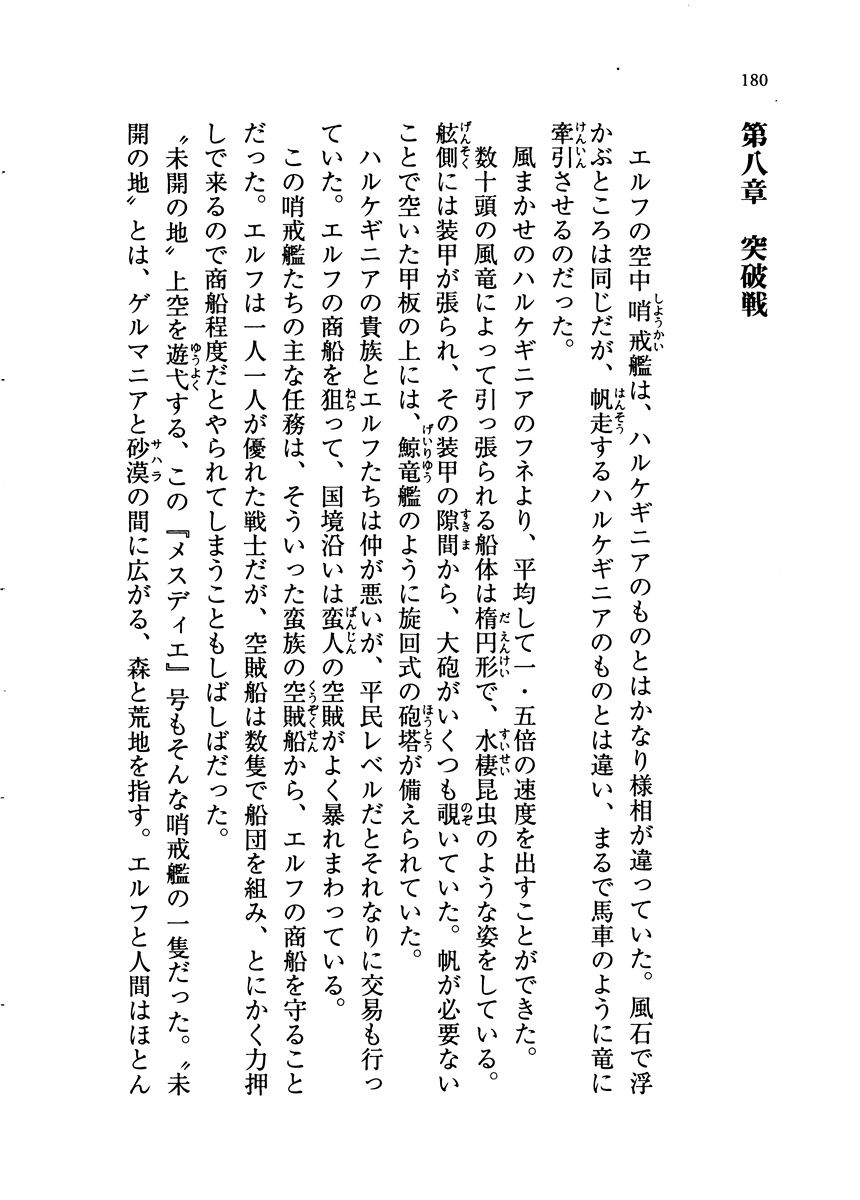 180
第八章　突破戦
　エルフの空中哨戒艦は、ハルケギニアのものとはかなり様相が違っていた。風石で浮
かぶところは同じだが、帆走するハルケギニアのものとは違い、まるで馬車のように竜に
牽引させるのだった。
　風まかせのハルケギニアのフネより、平均して一・五倍の速度を出すことができた。
　数十頭の風竜によって引っ張られる船体は楕円形で、水棲昆虫のような姿をしている。
舷側には装甲が張られ、その装甲の隙間から、大砲がいくつも覗いていた。帆が必要ない
ことで空いた甲板の上には、鯨竜艦のように旋回式の砲塔が備えられていた。
　ハルケギニアの貴族とエルフたちは仲が悪いが、平民レベルだとそれなりに交易も行っ
ていた。エルフの商船を狙って、国境沿いは蛮人の空賊がよく暴れまわっている。
　この哨戒艦たちの主な任務は、そういった蛮族の空賊船から、エルフの商船を守ること
だった。エルフは一人一人が優れた戦士だが、空賊船は数隻で船団を組み、とにかく力押
しで来るので商船程度だとやられてしまうこともしばしばだった。
　〝未開の地〟上空を遊弋する、この『メスディエ』号もそんな哨戒艦の一隻だった。〝未
開の地〟とは、ゲルマニアと砂漠の間に広がる、森と荒地を指す。エルフと人間はほとん